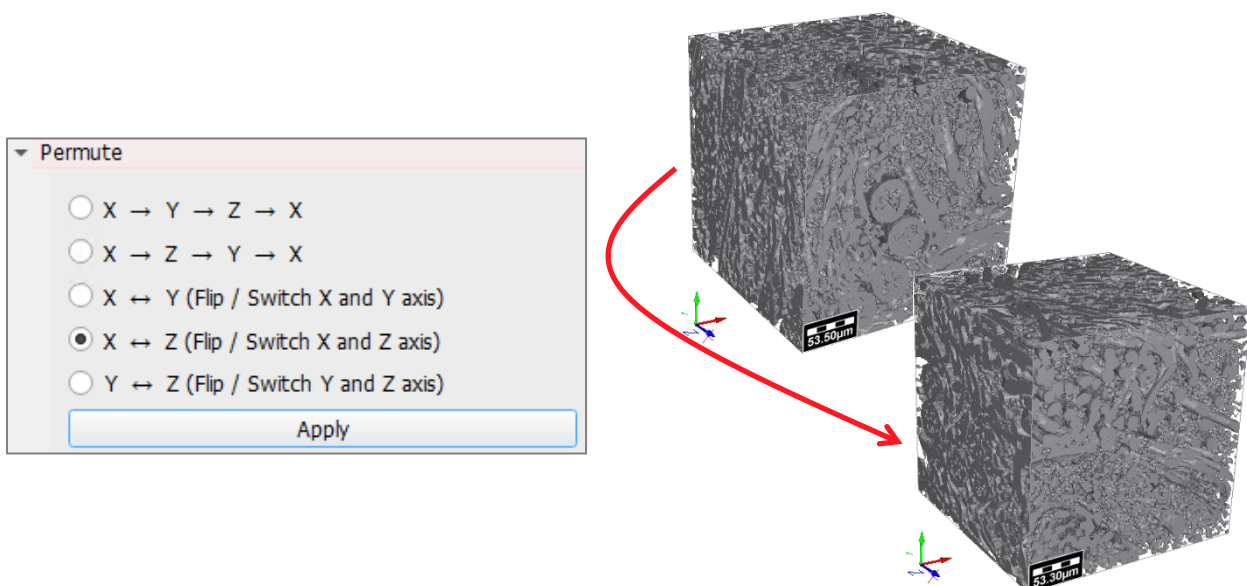 Permute
X → Y → Z → X
X → Z → Y → X
X ↔ Y (Flip / Switch X and Y axis)
X ↔ Z (Flip / Switch X and Z axis)
Y ↔ Z (Flip / Switch Y and Z axis)
Apply
53.50µm
53.30µm